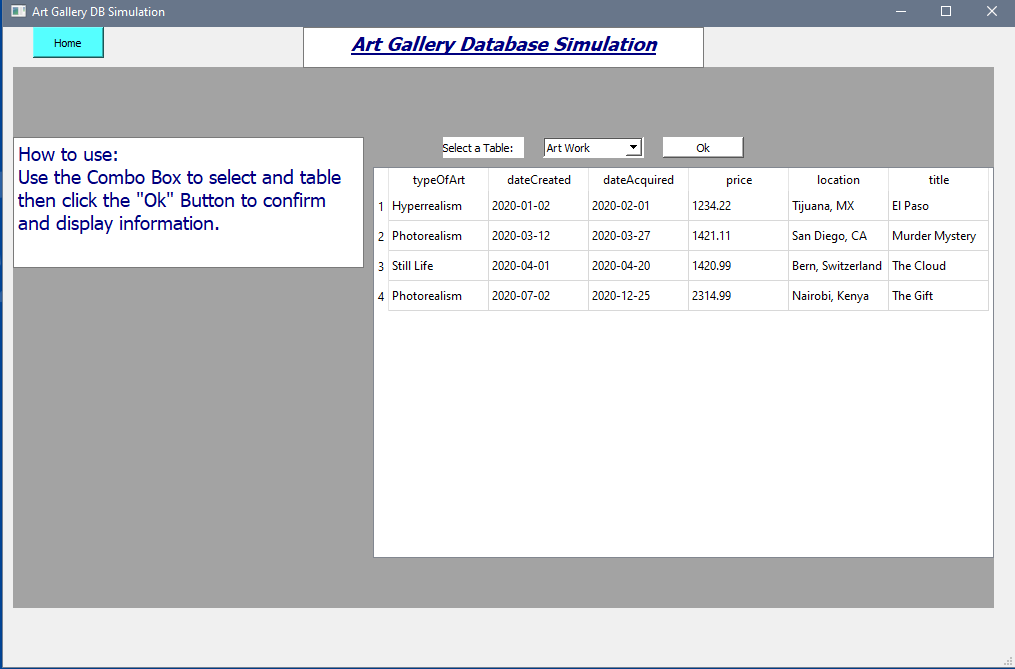 Art Gallery DB Simulation
Home
Art Gallery Database Simulation
How to use:
Use the Combo Box to select and table
then click the "Ok" Button to confirm
and display information.
Select a Table: Art Work Ok
typeOfArt dateCreated dateAcquired price location title
1 Hyperrealism 2020-01-02 2020-02-01 1234.22 Tijuana, MX El Paso
2 Photorealism 2020-03-12 2020-03-27 1421.11 San Diego, CA Murder Mystery
3 Still Life 2020-04-01 2020-04-20 1420.99 Bern, Switzerland The Cloud
4 Photorealism 2020-07-02 2020-12-25 2314.99 Nairobi, Kenya The Gift